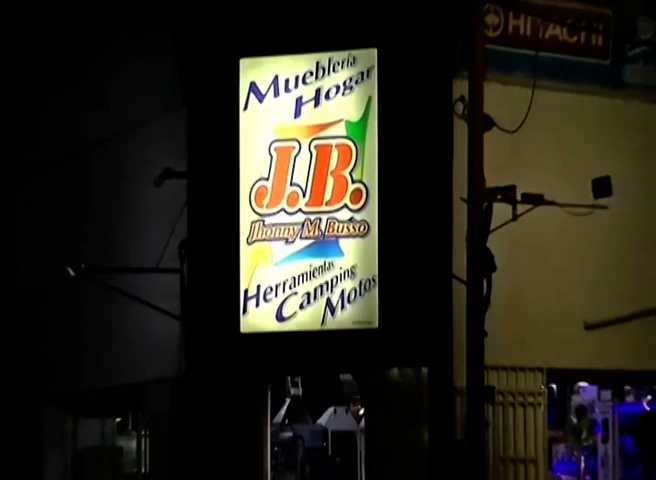 Mueblería
Hogar
J.B.
Jhonny M. Busso
Herramientas
Camping
Motos
HITACHI